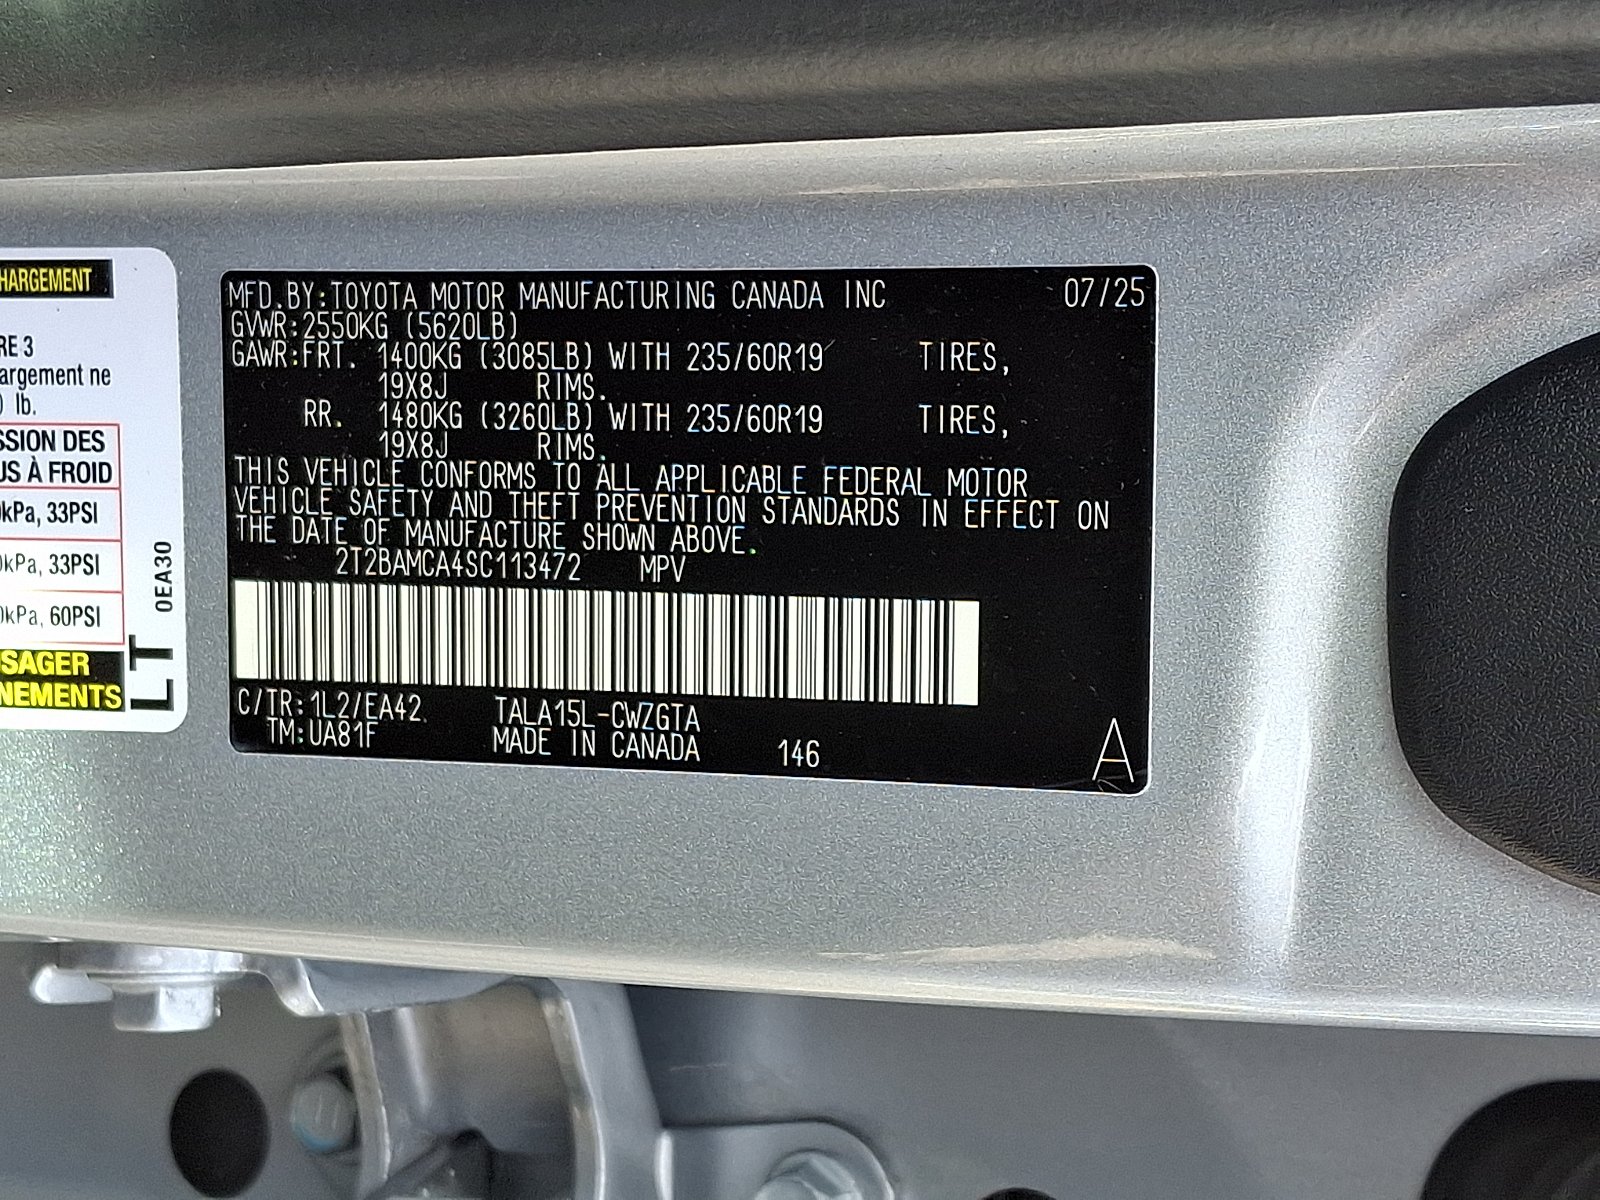 HARGEMENT
RE 3
argement ne
) lb.
SSION DES
US À FROID
kPa, 33PSI
0kPa, 33PSI
0kPa, 60PSI
SAGER
NEMENTS
0EA30
LT
MFD.BY:TOYOTA MOTOR MANUFACTURING CANADA INC 07/25
GVWR:2550KG (5620LB)
GAWR:FRT. 1400KG (3085LB) WITH 235/60R19 TIRES,
19X8J RIMS.
RR. 1480KG (3260LB) WITH 235/60R19 TIRES,
19X8J RIMS.
THIS VEHICLE CONFORMS TO ALL APPLICABLE FEDERAL MOTOR
VEHICLE SAFETY AND THEFT PREVENTION STANDARDS IN EFFECT ON
THE DATE OF MANUFACTURE SHOWN ABOVE.
2T2BAMCA4SC113472 MPV
C/TR:1L2/EA42 TALA15L-CWZGTA
TM:UA81F MADE IN CANADA 146
A